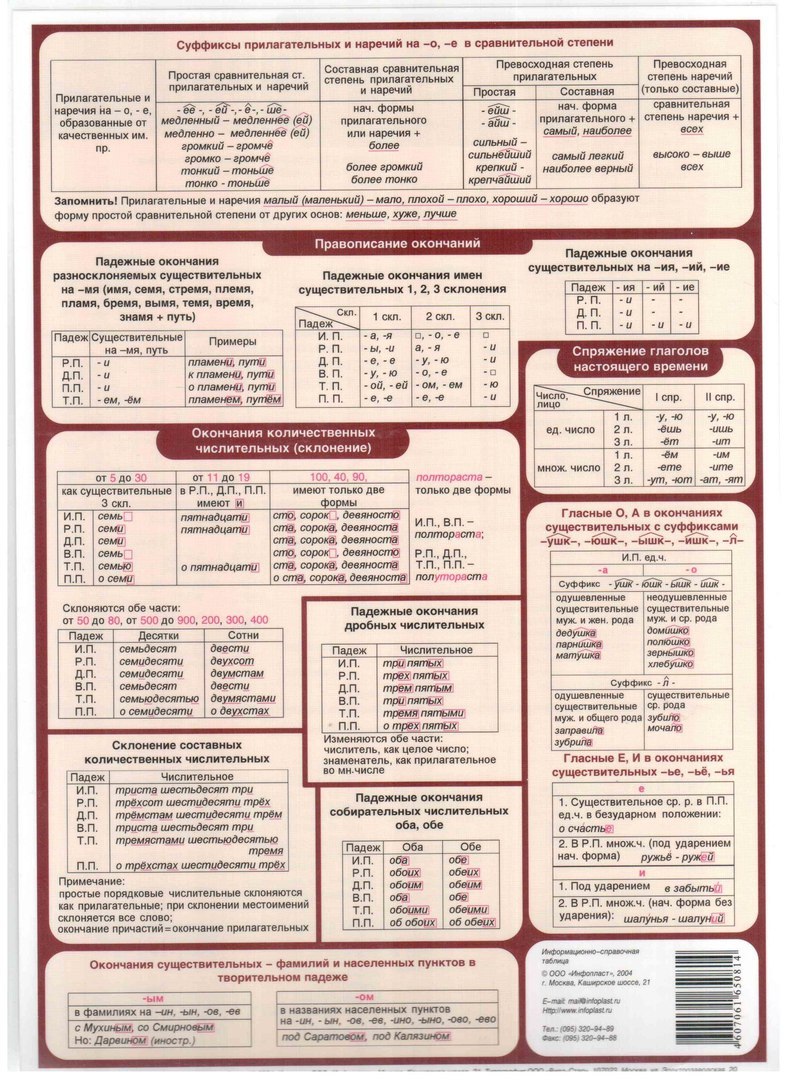 Суффиксы прилагательных и наречий на –о, –е в сравнительной степени
Прилагательные и наречия на – о, - е, образованные от качественных им. пр.
Простая сравнительная ст. прилагательных и наречий
Составная сравнительная степень прилагательных и наречий
Превосходная степень прилагательных
Простая
Составная
Превосходная степень наречий (только составные)
- ее -, - ей -, - е -, - ше -
медленный – медленнее (ей)
медленно – медленнее (ей)
громкий – громче
громко – громче
тонкий – тоньше
тонко - тоньше
нач. формы прилагательного или наречия +
более
более громкий
более тонко
- ейш -
- айш -
сильный –
сильнейший
крепкий -
крепчайший
нач. форма прилагательного +
самый, наиболее
самый легкий
наиболее верный
сравнительная степень наречия +
всех
высоко – выше
всех
Запомнить! Прилагательные и наречия малый (маленький) – мало, плохой – плохо, хороший – хорошо образуют
форму простой сравнительной степени от других основ: меньше, хуже, лучше
Правописание окончаний
Падежные окончания
разносклоняемых существительных
на –мя (имя, семя, стремя, племя,
пламя, бремя, вымя, темя, время,
знамя + путь)
Падеж Существительные на –мя, путь Примеры
Р.П. - и пламени, пути
Д.П. - и к пламени, пути
П.П. - и о пламени, пути
Т.П. - ем, -ём пламенем, путём
Падежные окончания имен
существительных 1, 2, 3 склонения
Падеж Скл. 1 скл. 2 скл. 3 скл.
И. П. - а, -я □, - о, - е □
Р. П. - ы, -и а, - я - и
Д. П. - е, - е - у, - ю - и
В. П. - у, – ю - о, - е - □
Т. П. - ой, - ей - ом, - ем - ю
П. П. - е, -е - е, -е - и
Падежные окончания
существительных на -ия, –ий, –ие
Падеж - ия - ий - ие
Р. П. - и - -
Д. П. - и - -
П. П. - и - и - и
Спряжение глаголов
настоящего времени
Число, лицо Спряжение I спр. II спр.
ед. число
1 л. -у, -ю -у, -ю
2 л. -ёшь -ишь
3 л. -ёт -ит
множ. число
1 л. -ём -им
2 л. -ете -ите
3 л. -ут, -ют -ат, -ят
Окончания количественных
числительных (склонение)
от 5 до 30 от 11 до 19 100, 40, 90,
как существительные 3 скл.
в Р.П., Д.П., П.П. имеют и
имеют только две формы
И.П. семь□ пятнадцати сто, сорок□, девяносто
Р.П. семи пятнадцати ста, сорока, девяноста
Д.П. семи ста, сорока, девяноста
В.П. семь□ сто, сорок□, девяносто
Т.П. семью о пятнадцати ста, сорока, девяноста
П.П. о семи о ста, сорока, девяноста
полтораста –
только две формы
И.П., В.П. –
полтораста;
Р.П., Д.П.,
Т.П., П.П. –
полутораста
Склоняются обе части:
от 50 до 80, от 500 до 900, 200, 300, 400
Падеж Десятки Сотни
И.П. семьдесят двести
Р.П. семидесяти двухсот
Д.П. семидесяти двумстам
В.П. семьдесят двести
Т.П. семьюдесятью двумястами
П.П. о семидесяти о двухстах
Падежные окончания
дробных числительных
Падеж Числительное
И.П. три пятых
Р.П. трёх пятых
Д.П. трем пятым
В.П. три пятых
Т.П. тремя пятыми
П.П. о трёх пятых
Изменяются обе части:
числитель, как целое число;
знаменатель, как прилагательное
во мн.числе
Гласные О, А в окончаниях
существительных с суффиксами
–ушк–, –юшк–, –ышк–, –ишк–, –л–
И.П. ед.ч.
-а - о
Суффикс - ушк - юшк - ышк - ишк -
одушевленные
существительные
муж. и жен. рода
дедушка
парнишка
матушка
неодушевленные
существительные
муж. и ср. рода
домишко
полюшко
зернышко
хлебушко
Суффикс - л -
одушевленные
существительные
муж. и общего рода
заправила
зубрила
существительные
ср. рода
зубило
мочало
Гласные Е, И в окончаниях
существительных –ье, –ьё, –ья
е
1. Существительное ср. р. в П.П.
ед.ч. в безударном положении:
о счастье
2. В Р.П. множ.ч. (под ударением
нач. форма) ружьё - ружей
и
1. Под ударением в забытьи
2. В Р.П. множ.ч. (нач. форма без
ударения): шалунья - шалуний
Склонение составных
количественных числительных
Падеж Числительное
И.П. триста шестьдесят три
Р.П. трёхсот шестидесяти трёх
Д.П. трёмстам шестидесяти трём
В.П. триста шестьдесят три
Т.П. тремястами шестьюдесятью
тремя
П.П. о трёхстах шестидесяти трёх
Примечание:
простые порядковые числительные склоняются
как прилагательные; при склонении местоимений
склоняется все слово;
окончание причастий=окончание прилагательных
Падежные окончания
собирательных числительных
оба, обе
Падеж Оба Обе
И.П. оба обе
Р.П. обоих обеих
Д.П. обоим обеим
В.П. оба обе
Т.П. обоими обеими
П.П. об обоих об обеих
Окончания существительных – фамилий и населенных пунктов в
творительном падеже
-ым
в фамилиях на –ин, -ын, -ов, -ев
с Мухиным, со Смирновым
Но: Дарвином (иностр.)
-ом
в названиях населенных пунктов
на -ин, - ын, -ов, -ев, -ино, -ыно, -ово, -ево
под Саратовом, под Калязином
Информационно–справочная
таблица
© ООО «Инфопласт», 2004
г. Москва, Каширское шоссе, 21
E–mail: mail@infoplast.ru
Http://www.infoplast.ru
Тел.: (095) 320–94–89
Факс: (095) 320–94–88
4 607061 650814